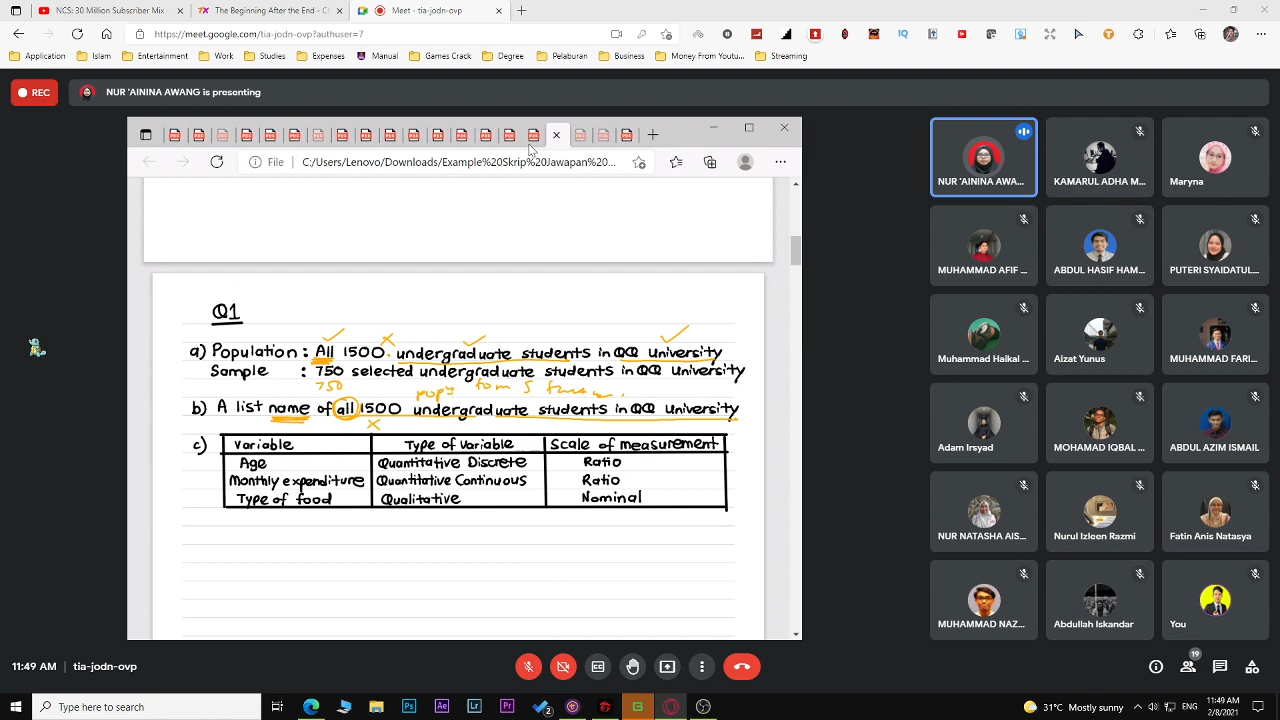 NCS: 30 Million Subscriber Mix -
The Beginning After the End - Ch
Meet - tia-jodn-ovp
https://meet.google.com/tia-jodn-ovp?authuser=7
YouTube
Islam
Entertainment
Work
Studies
Expenses
Manual
Games Crack
Degree
Pelaburan
Business
Money From Youtu...
Streaming
REC
NUR 'AININA AWANG is presenting
File
C:/Users/Lenovo/Downloads/Example%20Skrip%20Jawapan%20...
Q1
a) Population : All 1500 undergraduate students in QQ University
Sample : 750 selected undergraduate students in QQ University
750
b) A list name of all 1500 undergraduate students in QQ University
c) Variable Type of variable Scale of measurement
Age Quantitative Discrete Ratio
Monthly expenditure Quantitative Continuous Ratio
Type of food Qualitative Nominal
NUR 'AININA AWA...
KAMARUL ADHA M...
Maryna
MUHAMMAD AFIF ...
ABDUL HASIF HAM...
PUTERI SYAIDATUL...
Muhammad Haikal ...
Aizat Yunus
MUHAMMAD FARI...
Adam Irsyad
MOHAMAD IQBAL ...
ABDUL AZIM ISMAIL
NUR NATASHA AIS...
Nurul Izleen Razmi
Fatin Anis Natasya
MUHAMMAD NAZ...
Abdullah Iskandar
You
11:49 AM | tia-jodn-ovp
19
Type here to search
31°C Mostly sunny
ENG
11:49 AM
2/8/2021